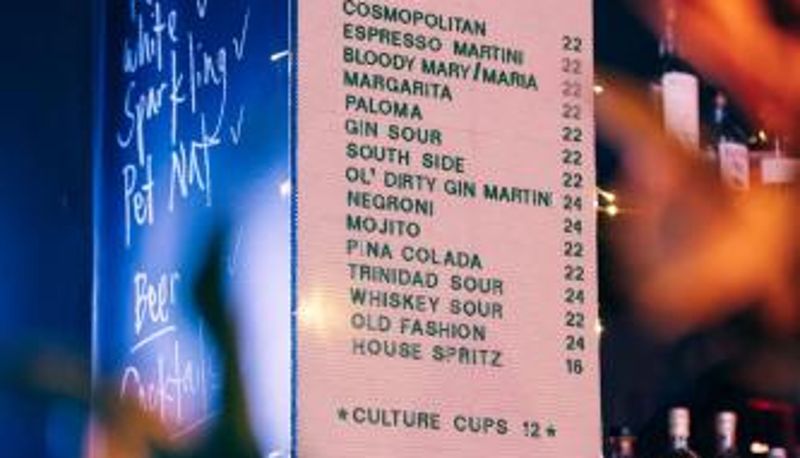 white
Sparkling ✓
Pet Nat ✓
Beer
Cocktails
COSMOPOLITAN 22
ESPRESSO MARTINI 22
BLOODY MARY/MARIA 22
MARGARITA 22
PALOMA 22
GIN SOUR 22
SOUTH SIDE 22
OL' DIRTY GIN MARTINI 24
NEGRONI 24
MOJITO 22
PINA COLADA 22
TRINIDAD SOUR 24
WHISKEY SOUR 22
OLD FASHION 24
HOUSE SPRITZ 16
*CULTURE CUPS 12*